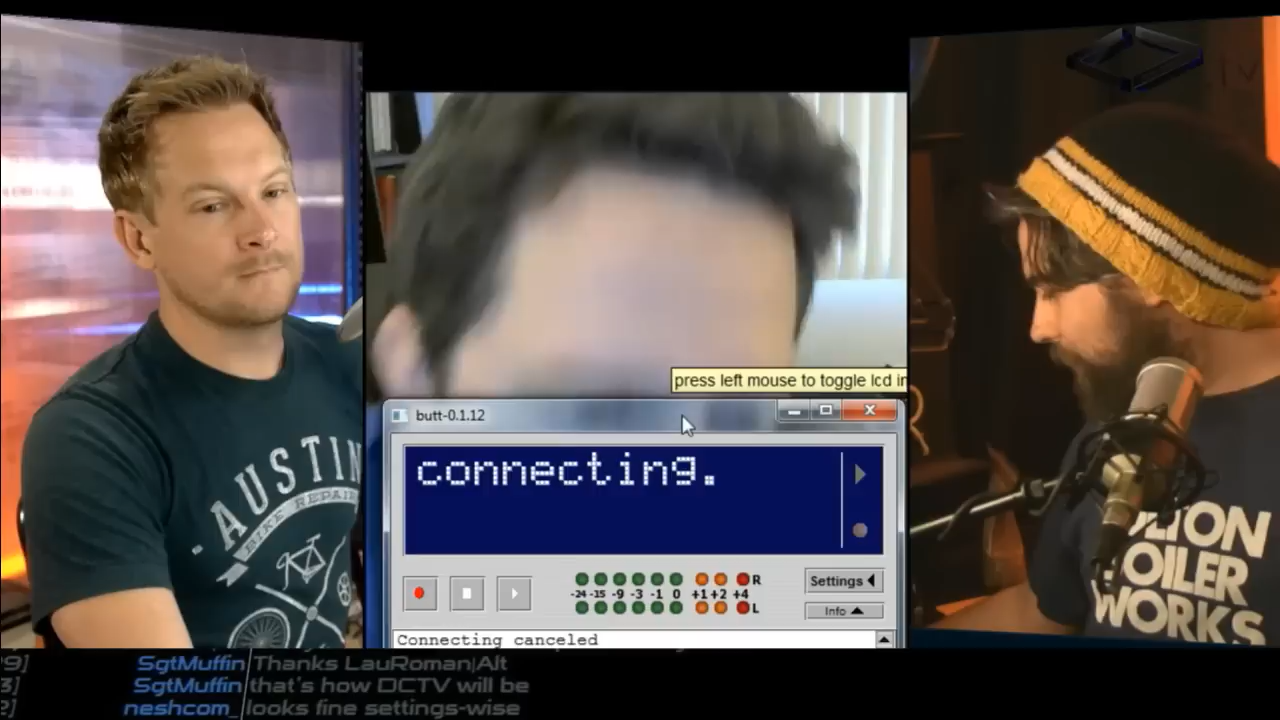 press left mouse to toggle lcd in
butt-0.1.12
connecting.
-24 -15 -9 -3 -1 0 +1 +2 +4 R
L
Settings
Info
Connecting canceled
AUSTIN
BIKE REPAIR
BOILER
WORKS
SgtMuffin Thanks LauRoman|Alt
SgtMuffin that's how DCTV will be
neshcom_ looks fine settings-wise